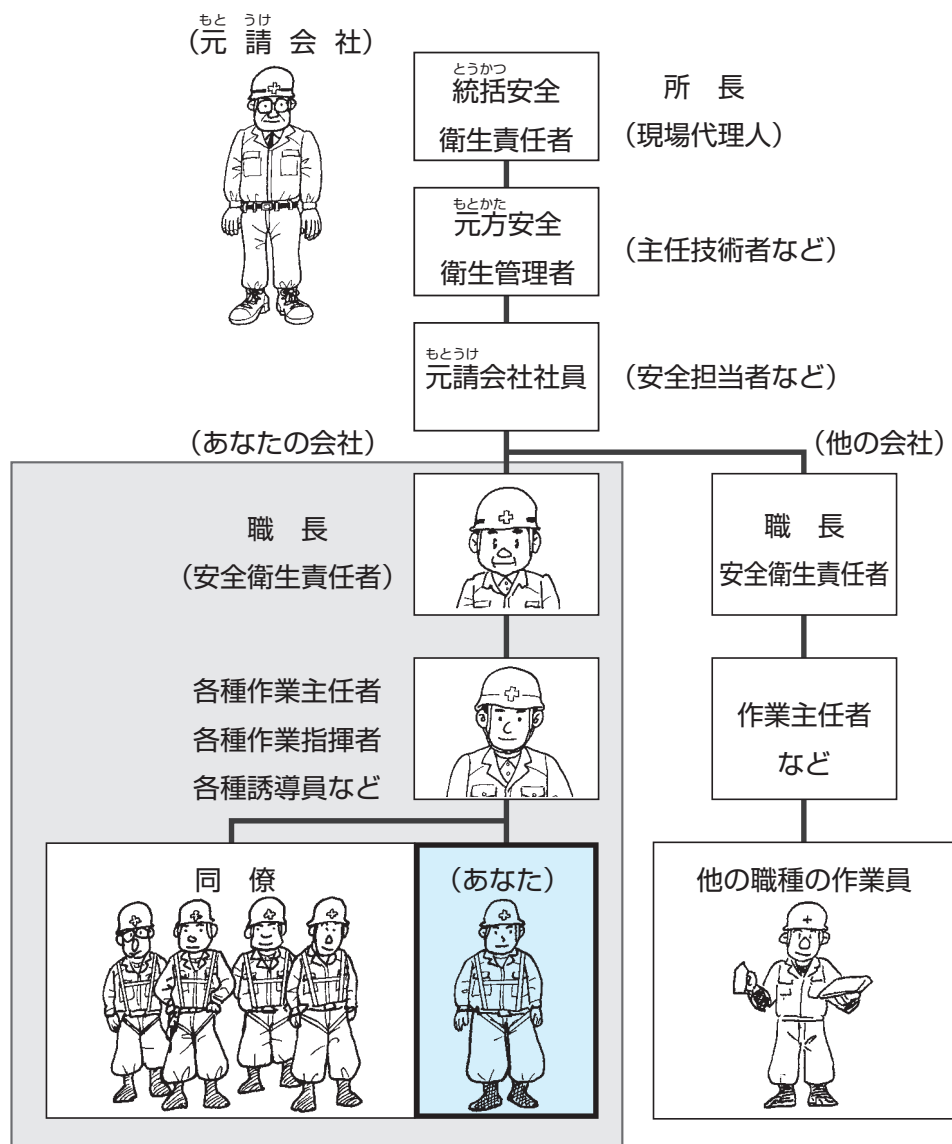 もと うけ
（元 請 会 社）
とうかつ
統括安全
衛生責任者
所 長
（現場代理人）
もとかた
元方安全
衛生管理者
（主任技術者など）
もとうけ
元請会社社員
（安全担当者など）
（あなたの会社）
（他の会社）
職 長
（安全衛生責任者）
職 長
安全衛生責任者
各種作業主任者
各種作業指揮者
各種誘導員など
作業主任者
など
同 僚
（あなた）
他の職種の作業員